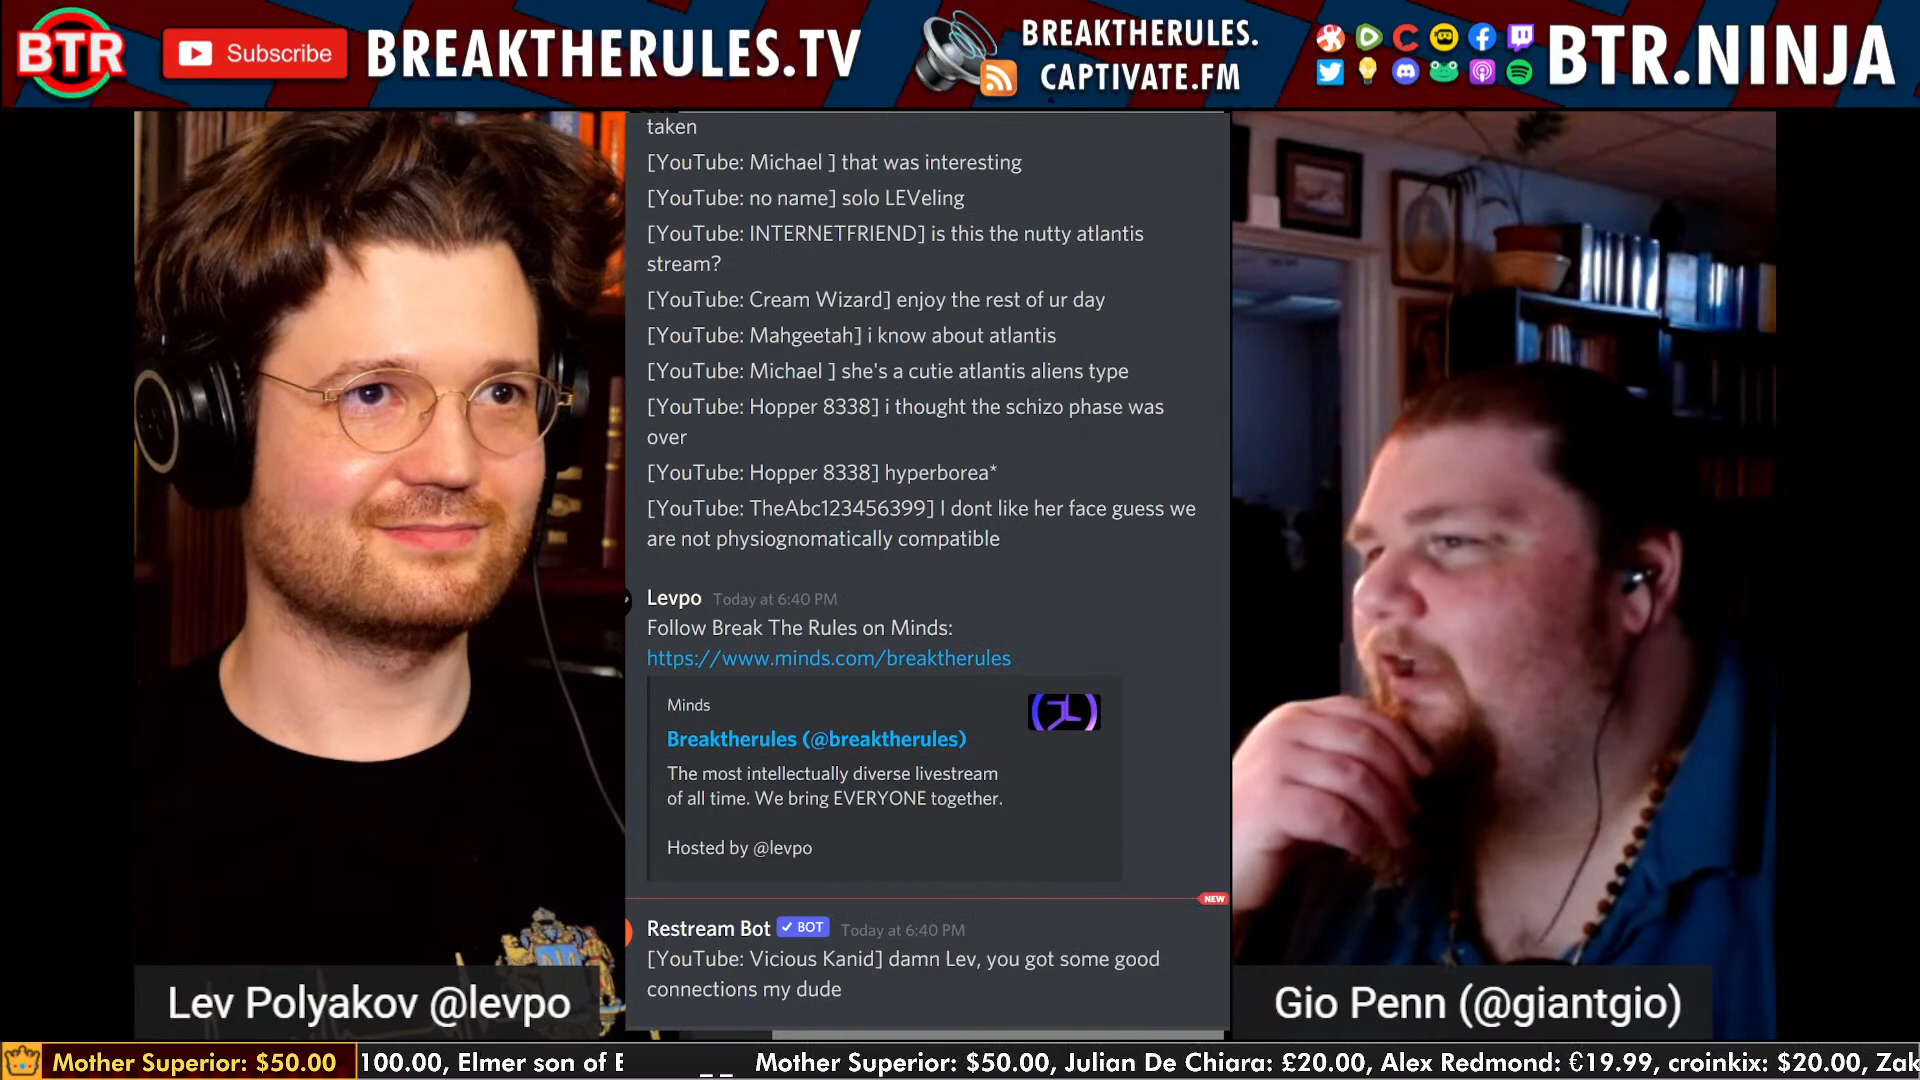 BTR
Subscribe
BREAKTHERULES.TV
BREAKTHERULES.
CAPTIVATE.FM
BTR.NINJA
taken
[YouTube: Michael ] that was interesting
[YouTube: no name] solo LEVeling
[YouTube: INTERNETFRIEND] is this the nutty atlantis
stream?
[YouTube: Cream Wizard] enjoy the rest of ur day
[YouTube: Mahgeetah] i know about atlantis
[YouTube: Michael ] she's a cutie atlantis aliens type
[YouTube: Hopper 8338] i thought the schizo phase was
over
[YouTube: Hopper 8338] hyperborea*
[YouTube: TheAbc123456399] I dont like her face guess we
are not physiognomatically compatible
Levpo Today at 6:40 PM
Follow Break The Rules on Minds:
https://www.minds.com/breaktherules
Minds
Breaktherules (@breaktherules)
The most intellectually diverse livestream
of all time. We bring EVERYONE together.
Hosted by @levpo
NEW
Restream Bot ✓ BOT Today at 6:40 PM
[YouTube: Vicious Kanid] damn Lev, you got some good
connections my dude
Lev Polyakov @levpo
Gio Penn (@giantgio)
Mother Superior: $50.00
100.00, Elmer son of E
_ _ Mother Superior: $50.00, Julian De Chiara: £20.00, Alex Redmond: €19.99, croinkix: $20.00, Zak